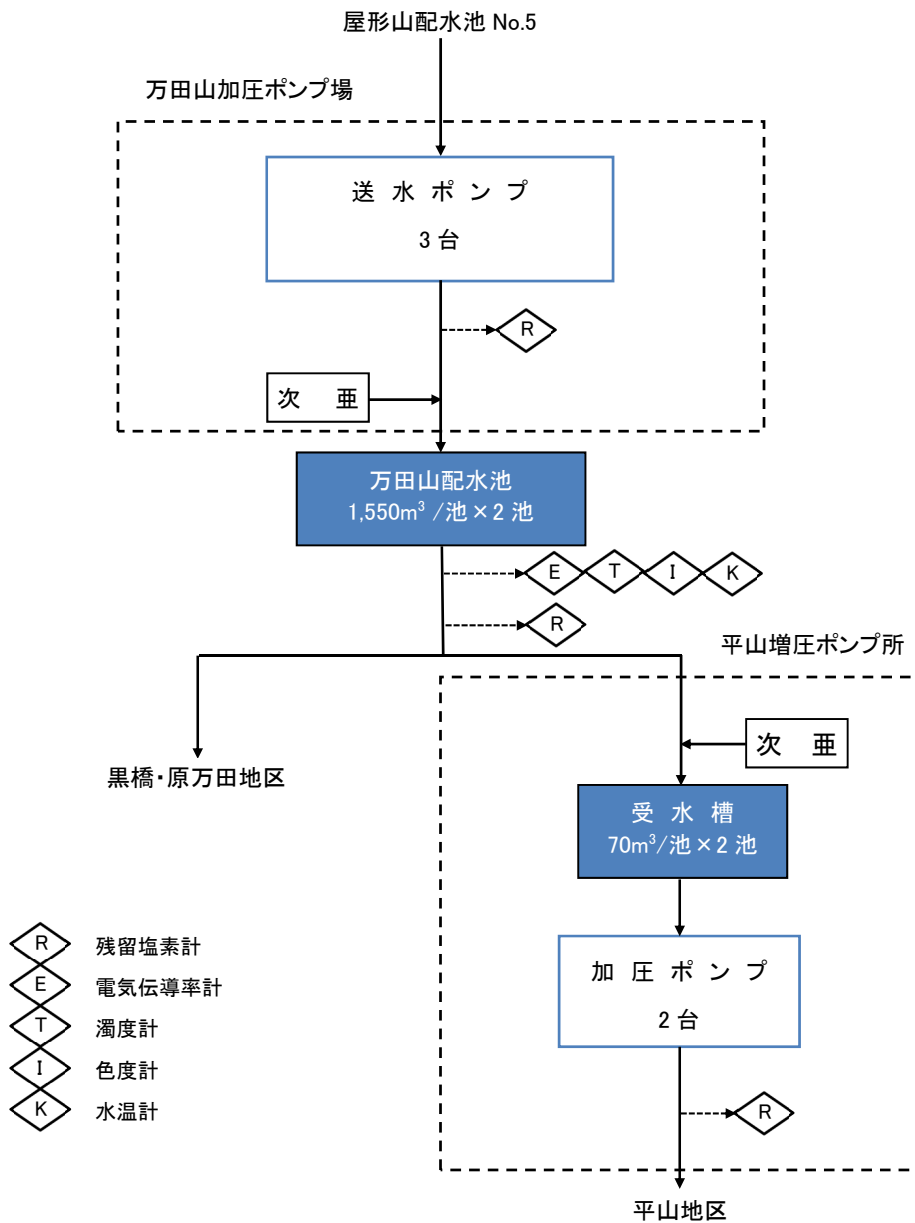 屋形山配水池 No.5
万田山加圧ポンプ場
送 水 ポ ン プ
3 台
R
次 亜
万田山配水池
1,550m³ /池×2 池
E T I K
R
平山増圧ポンプ所
次 亜
黒橋・原万田地区
受 水 槽
70m³/池×2 池
R 残留塩素計
E 電気伝導率計
T 濁度計
I 色度計
K 水温計
加 圧 ポ ン プ
2 台
R
平山地区